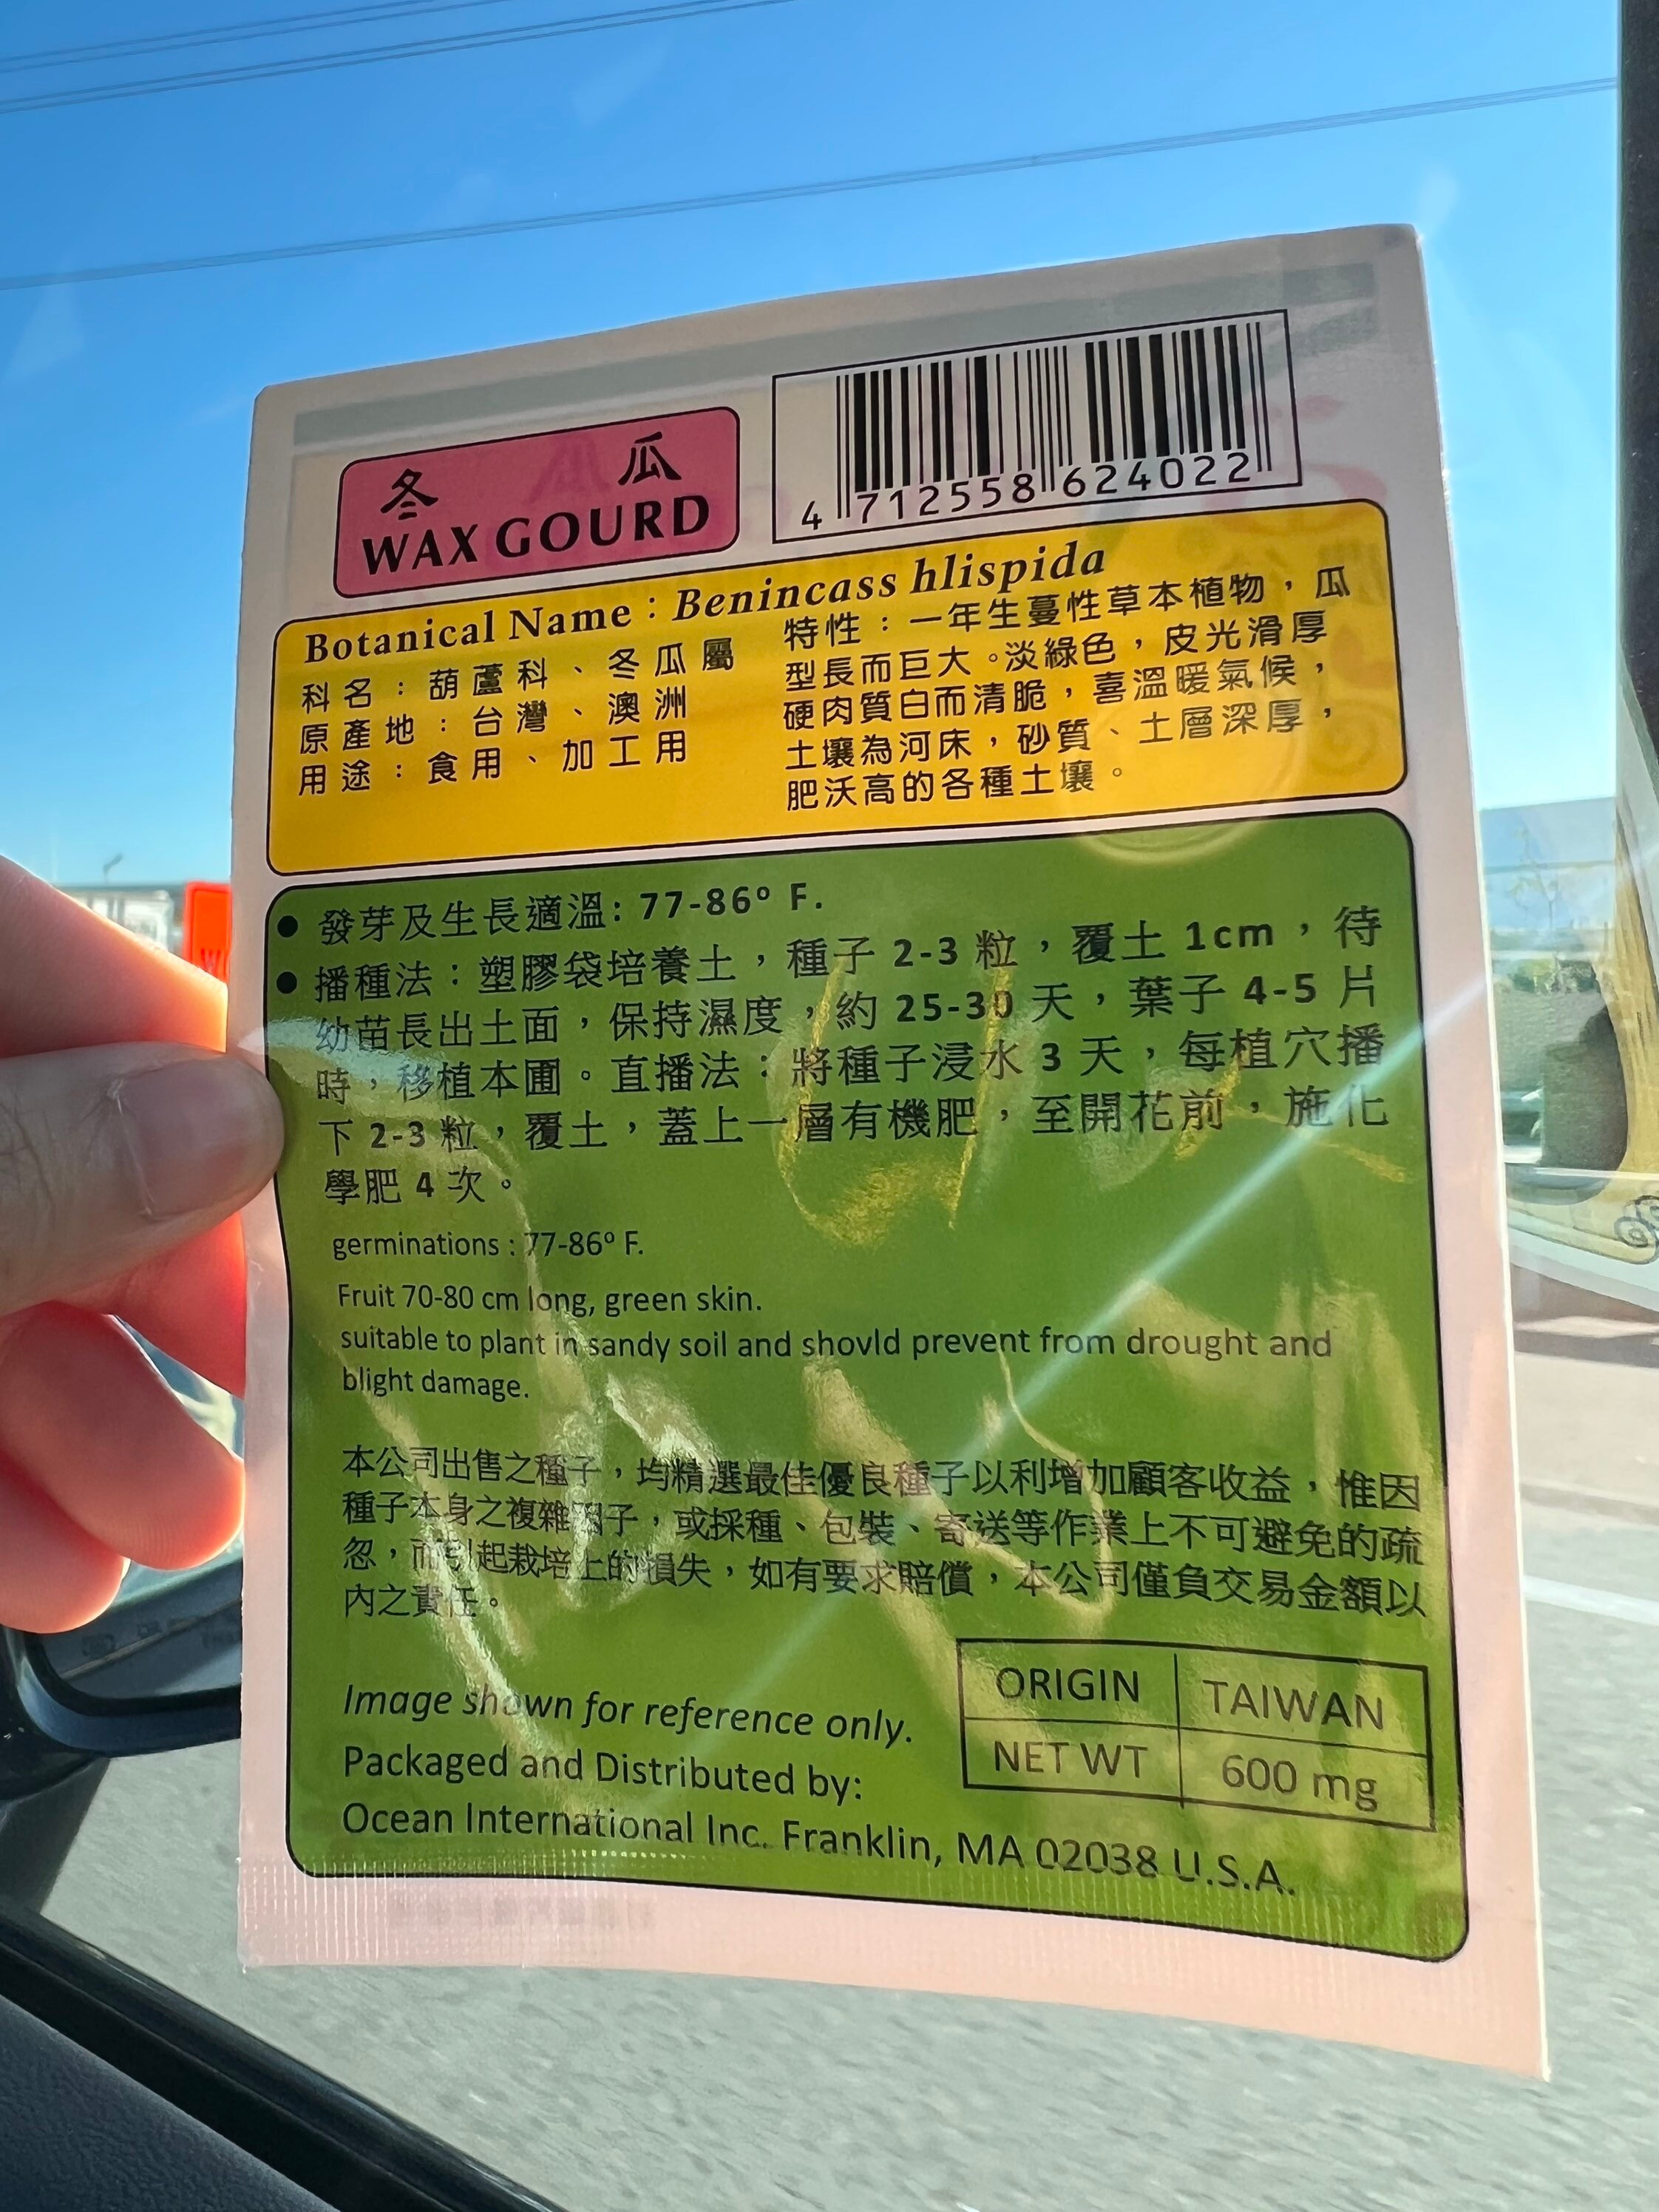 冬瓜
WAX GOURD
4 712558 624022
Botanical Name : Benincass hlispida
科名：葫蘆科、冬瓜屬
原產地：台灣、澳洲
用途：食用、加工用
特性：一年生蔓性草本植物，瓜
型長而巨大。淡綠色，皮光滑厚
硬肉質白而清脆，喜溫暖氣候，
土壤為河床，砂質、土層深厚，
肥沃高的各種土壤。
● 發芽及生長適溫: 77-86º F.
● 播種法：塑膠袋培養土，種子 2-3 粒，覆土 1cm，待
幼苗長出土面，保持濕度，約 25-30 天，葉子 4-5 片
時，移植本圃。直播法：將種子浸水 3 天，每植穴播
下 2-3 粒，覆土，蓋上一層有機肥，至開花前，施化
學肥 4 次。
germinations : 77-86º F.
Fruit 70-80 cm long, green skin.
suitable to plant in sandy soil and shovld prevent from drought and
blight damage.
本公司出售之種子，均精選最佳優良種子以利增加顧客收益，惟因
種子本身之複雜因子，或採種、包裝、寄送等作業上不可避免的疏
忽，而引起栽培上的損失，如有要求賠償，本公司僅負交易金額以
內之責任。
Image shown for reference only.
Packaged and Distributed by:
Ocean International Inc. Franklin, MA 02038 U.S.A.
ORIGIN TAIWAN
NET WT 600 mg